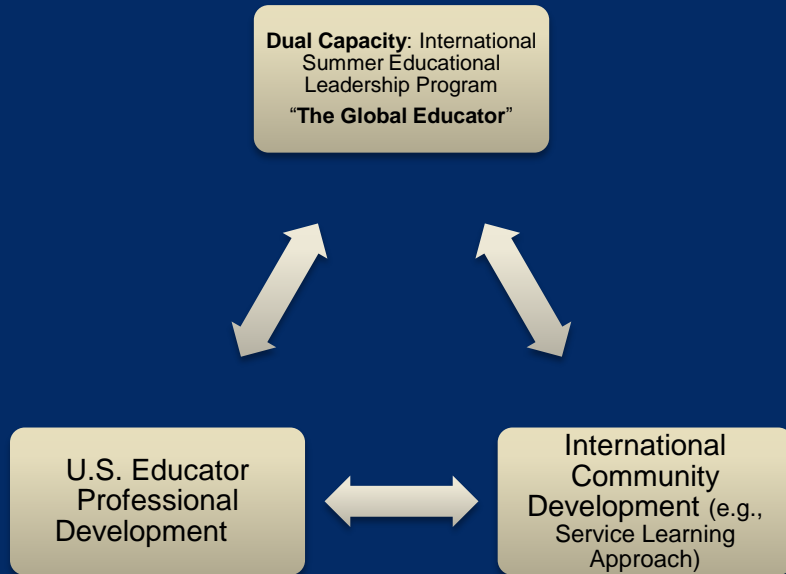 Dual Capacity: International
Summer Educational
Leadership Program
“The Global Educator”
U.S. Educator
Professional
Development
International
Community
Development (e.g.,
Service Learning
Approach)